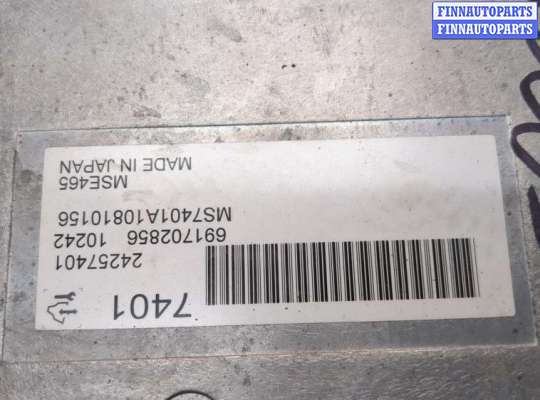 FINNAUTOPARTS
FINNAUTOPARTS
7401
24257401
691702856 10242
MS7401A10810156
MSE465
MADE IN JAPAN